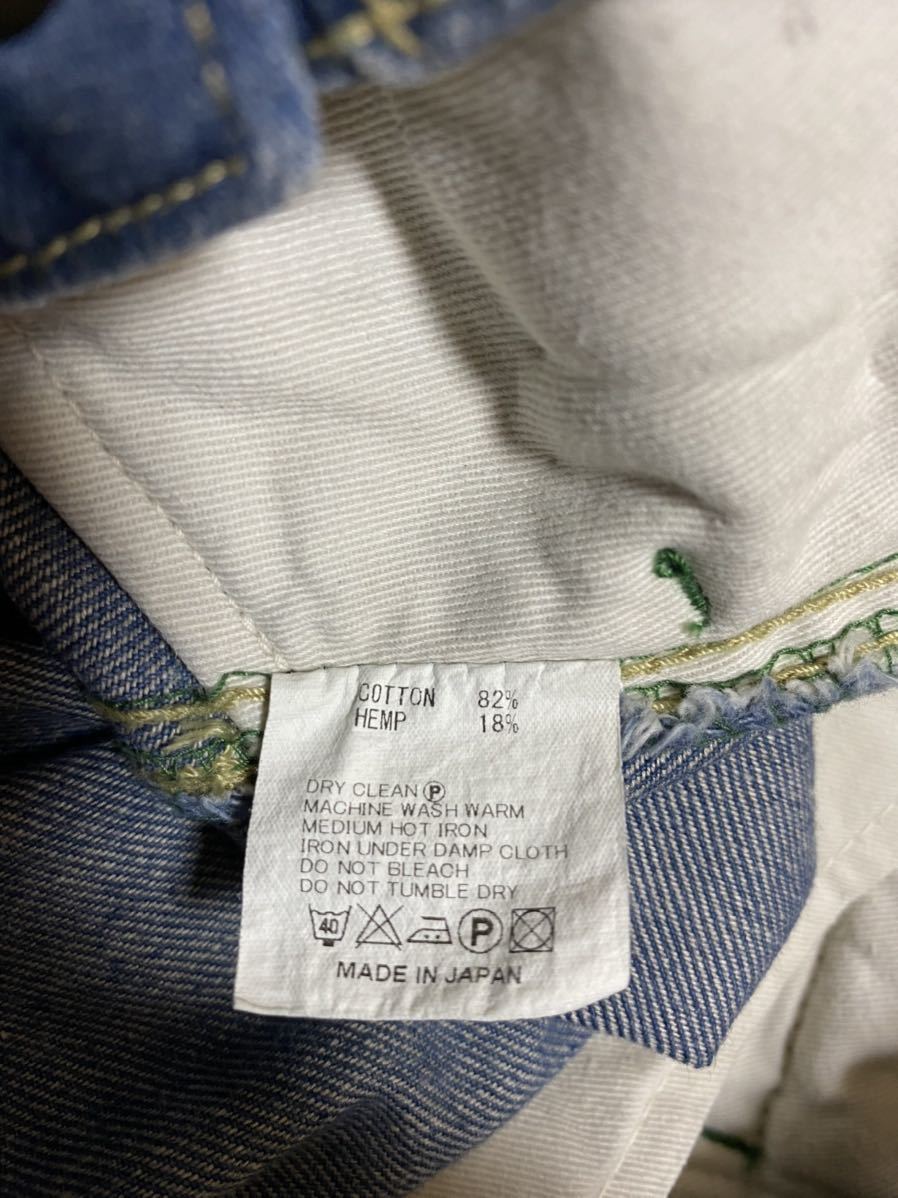 COTTON 82%
HEMP 18%
DRY CLEAN Ⓟ
MACHINE WASH WARM
MEDIUM HOT IRON
IRON UNDER DAMP CLOTH
DO NOT BLEACH
DO NOT TUMBLE DRY
40 P
MADE IN JAPAN